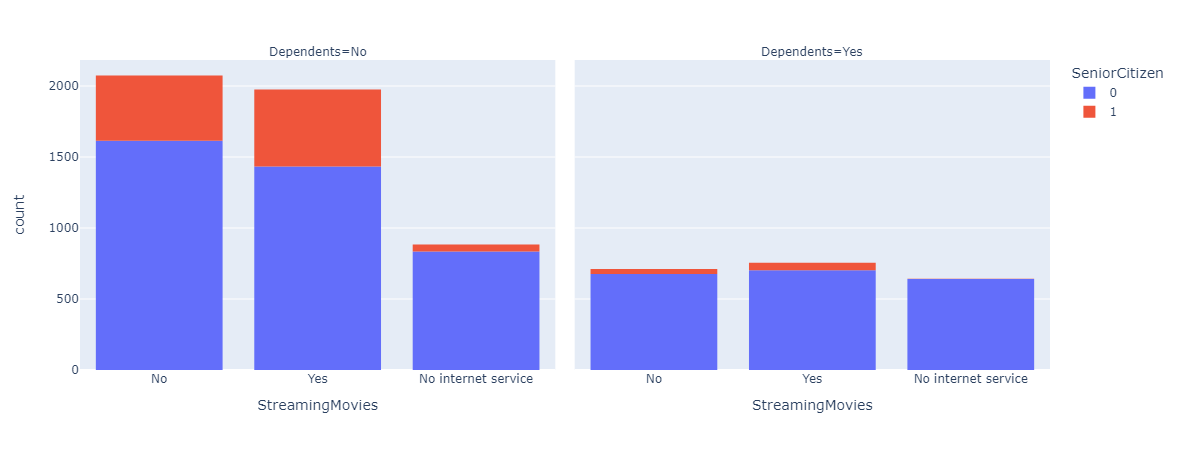 Dependents=No
Dependents=Yes
SeniorCitizen
0
1
count
2000
1500
1000
500
0
No
Yes
No internet service
No
Yes
No internet service
StreamingMovies
StreamingMovies